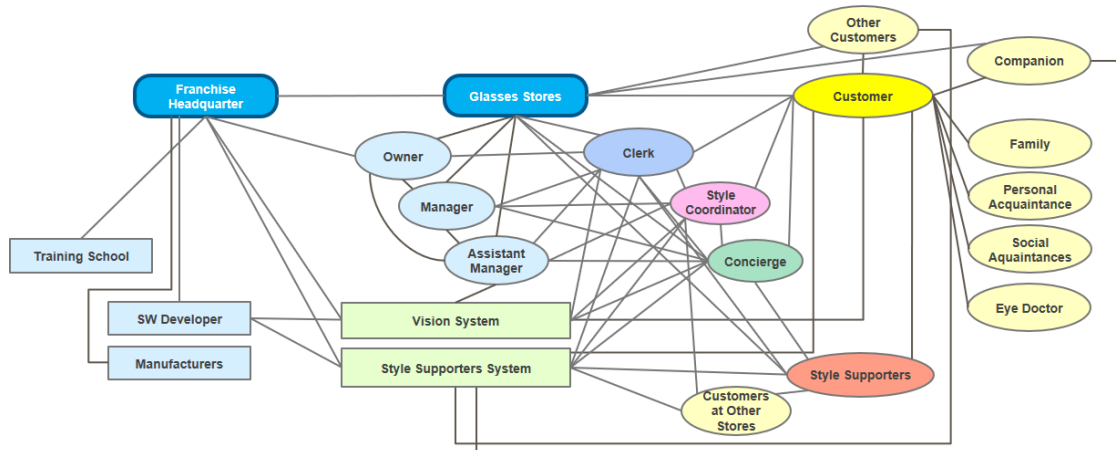 Other
Customers
Companion
Franchise
Headquarter
Glasses Stores
Customer
Owner
Clerk
Family
Manager
Style
Coordinator
Personal
Acquaintance
Training School
Assistant
Manager
Concierge
Social
Aquaintances
SW Developer
Vision System
Eye Doctor
Manufacturers
Style Supporters System
Style Supporters
Customers
at Other
Stores